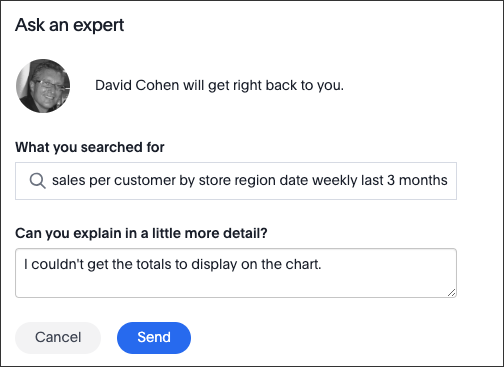 Ask an expert
David Cohen will get right back to you.
What you searched for
sales per customer by store region date weekly last 3 months
Can you explain in a little more detail?
I couldn't get the totals to display on the chart.
Cancel
Send